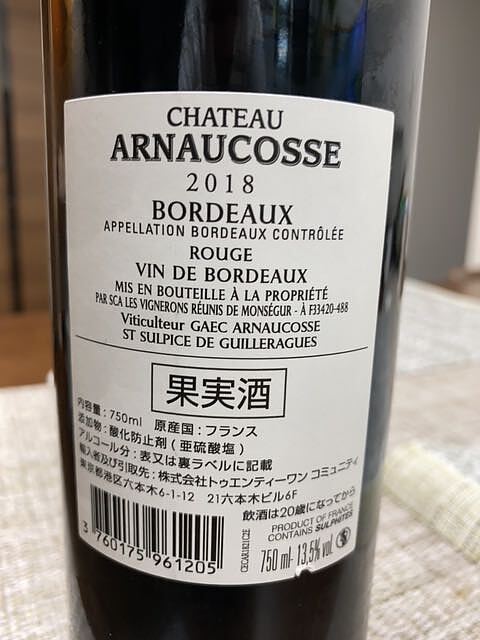 CHATEAU
ARNAUCOSSE
2018
BORDEAUX
APPELLATION BORDEAUX CONTRÔLÉE
ROUGE
VIN DE BORDEAUX
MIS EN BOUTEILLE À LA PROPRIÉTÉ
PAR SCA LES VIGNERONS RÉUNIS DE MONSÉGUR - À F33420-488
Viticulteur GAEC ARNAUCOSSE
ST SULPICE DE GUILLERAGUES
果実酒
内容量:750ml 原産国:フランス
添加物:酸化防止剤(亜硫酸塩)
アルコール分:表又は裏ラベルに記載
輸入者及び引取先:株式会社トゥエンティーワン コミュニティ
東京都港区六本木6-1-12 21六本木ビル6F
飲酒は20歳になってから
PRODUCT OF FRANCE
CONTAINS SULPHITES
750 ml - 13,5% vol.
3 760175 961205
CECAR1821C2E